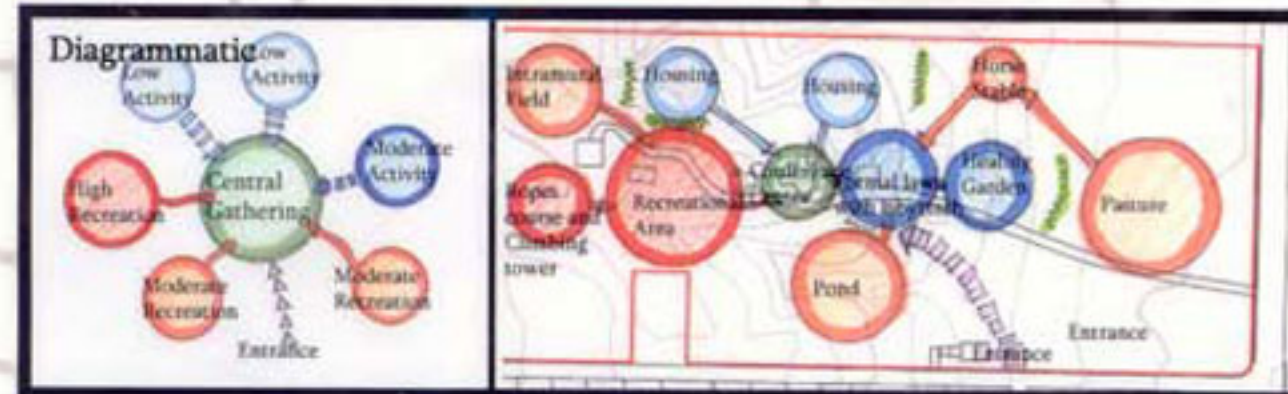 Diagrammatic
Low
Activity
Low
Activity
Moderate
Activity
High
Recreation
Central
Gathering
Moderate
Recreation
Moderate
Recreation
Entrance
Intramural
Field
Housing
Housing
Horse
Stables
Ropes
course and
Climbing
tower
Recreational
Area
Healing
Garden
Pasture
Pond
Entrance
Entrance